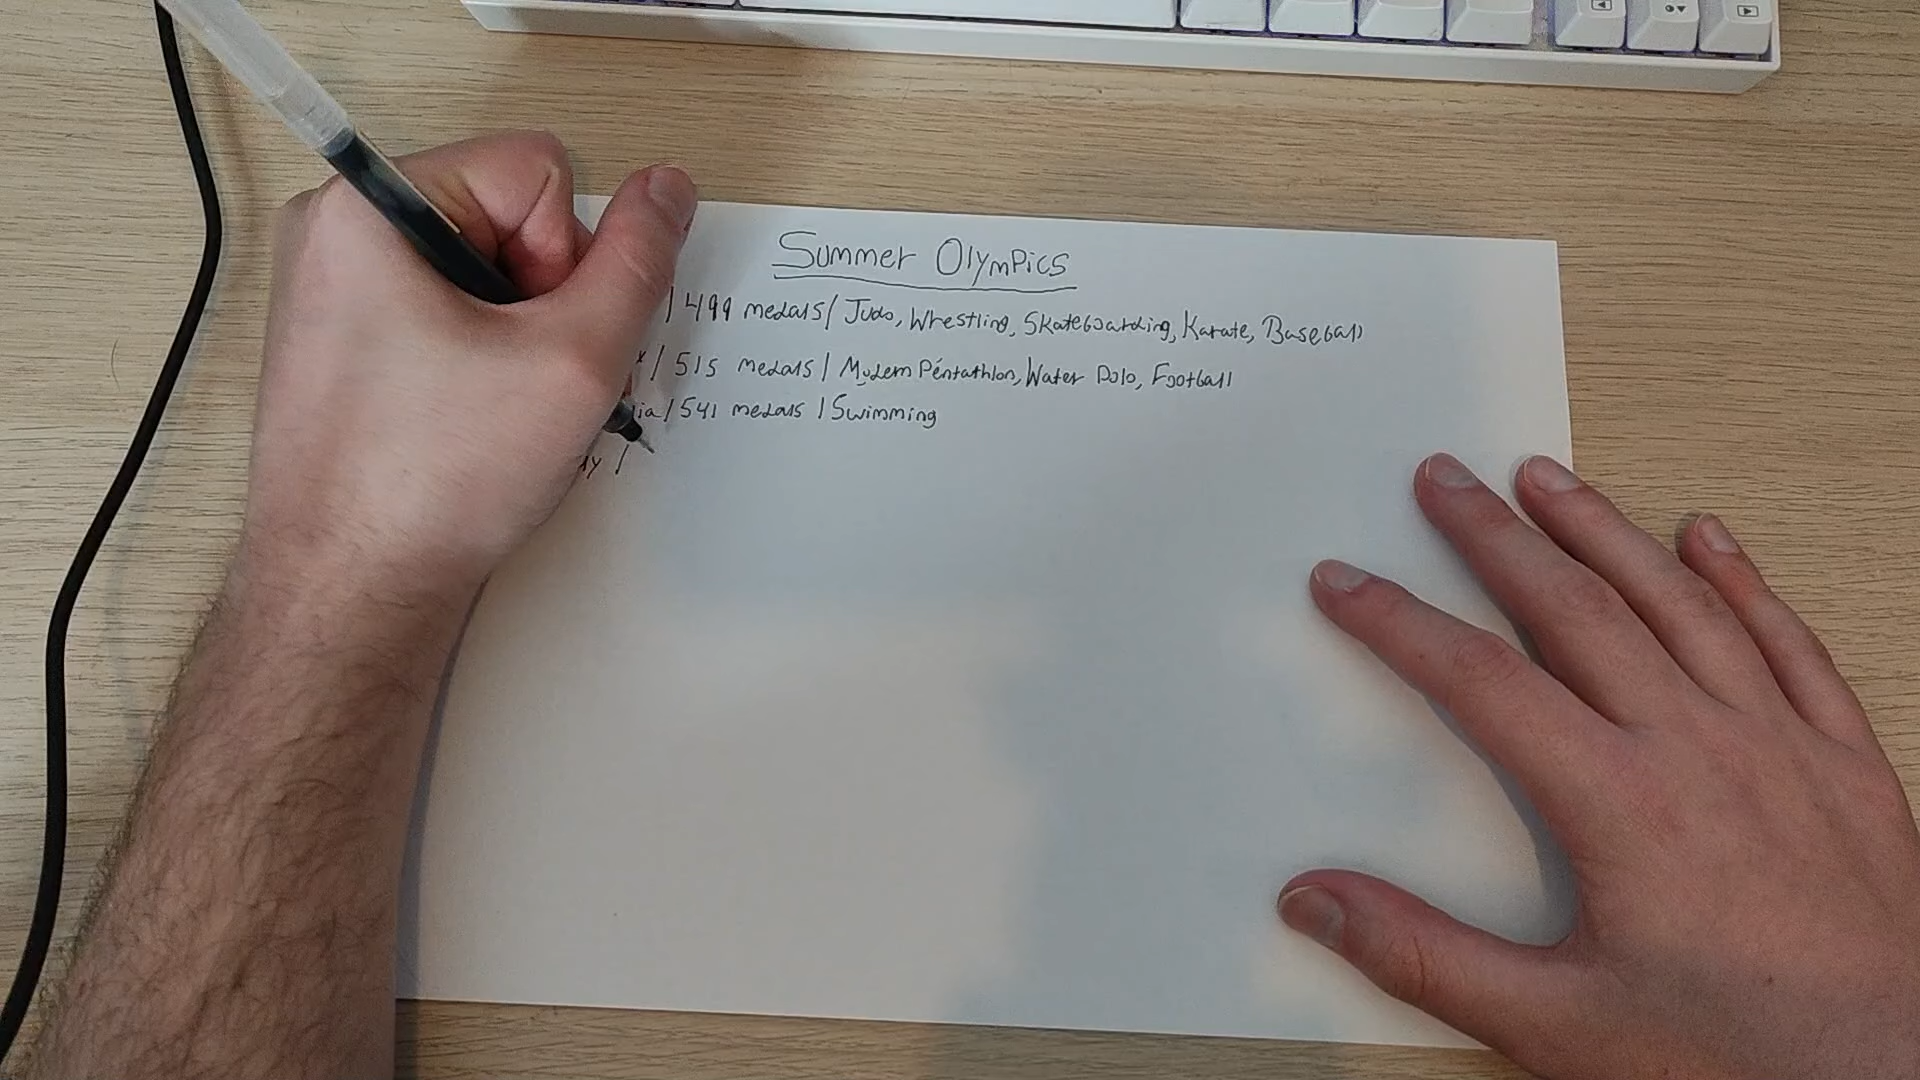 Summer Olympics
/ 499 medals / Judo, Wrestling, Skateboarding, Karate, Baseball
/ 515 medals / Modern Pentathlon, Water Polo, Football
ia / 541 medals / Swimming
y /